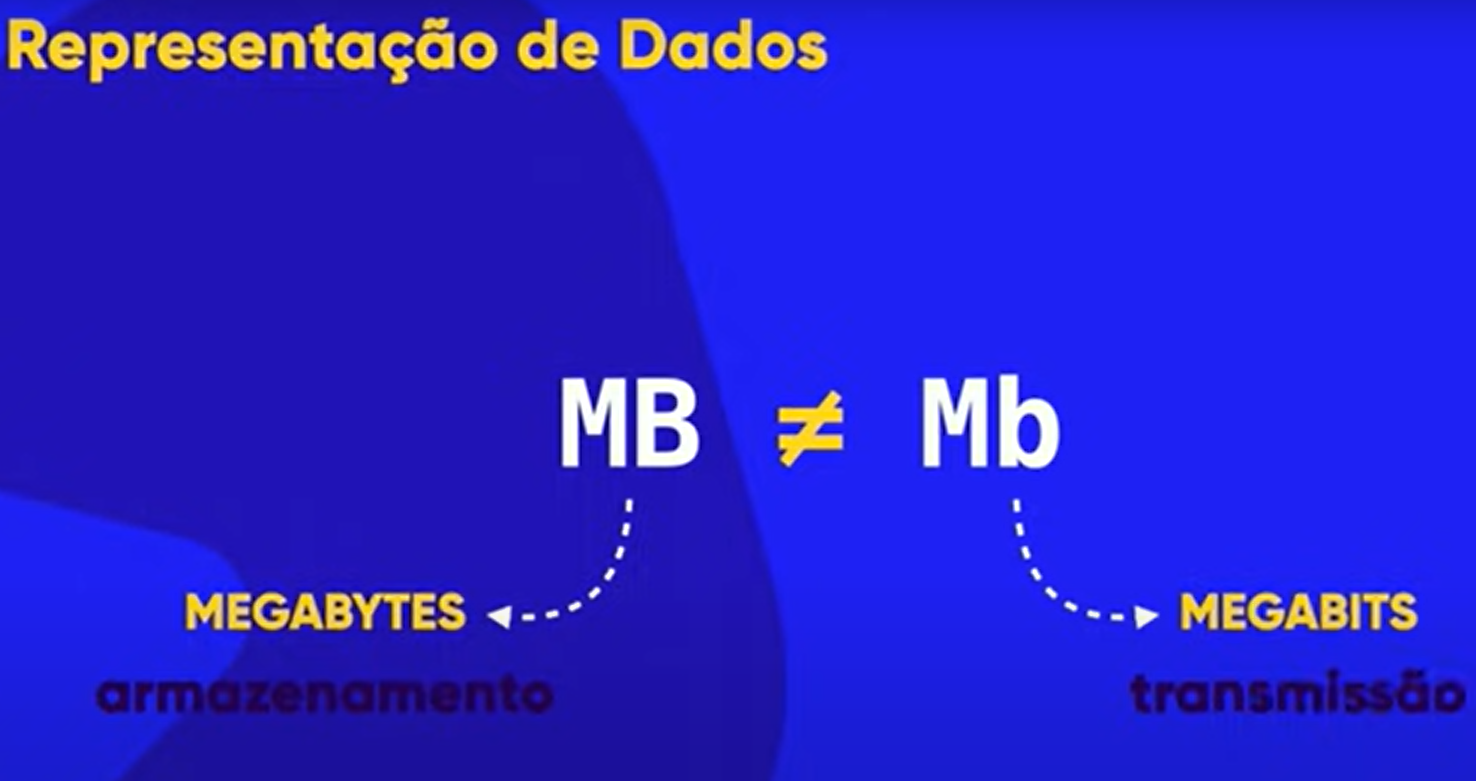 Representação de Dados
MB ≠ Mb
MEGABYTES MEGABITS
armazenamento transmissão